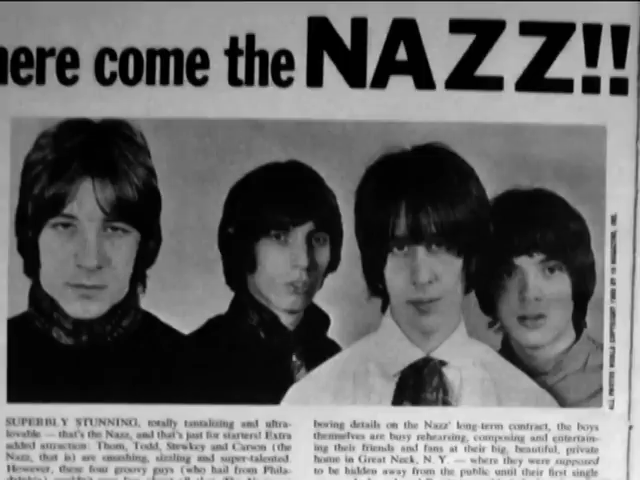 here come the NAZZ!!
SUPERBLY STUNNING, totally tantalizing and ultra-
lovable — that's the Nazz, and that's just for starters! Extra
added attraction: Thom, Todd, Stewkey and Carson (the
Nazz, that is) are smashing, sizzling and super-talented.
However, these four groovy guys (who hail from Phila-
boring details on the Nazz' long-term contract, the boys
themselves are busy rehearsing, composing and entertain-
ing their friends and fans at their big, beautiful, private
home in Great Neck, N. Y. — where they were supposed
to be hidden away from the public until their first single